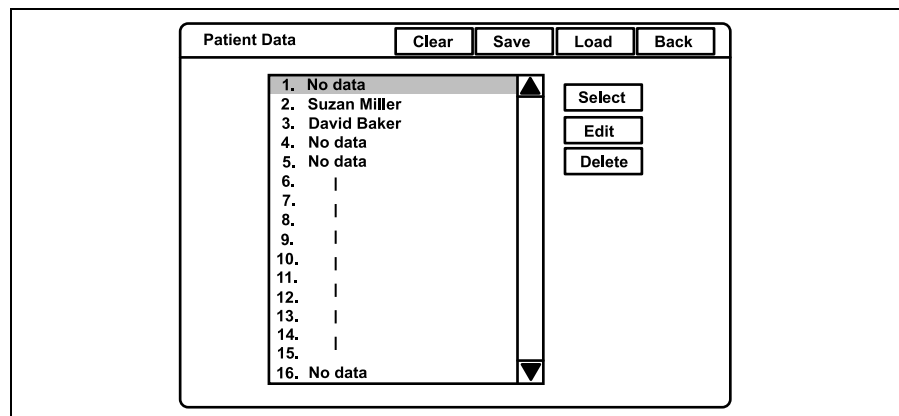 Patient Data Clear Save Load Back
1. No data
2. Suzan Miller
3. David Baker
4. No data
5. No data
6.
7.
8.
9.
10.
11.
12.
13.
14.
15.
16. No data
Select
Edit
Delete